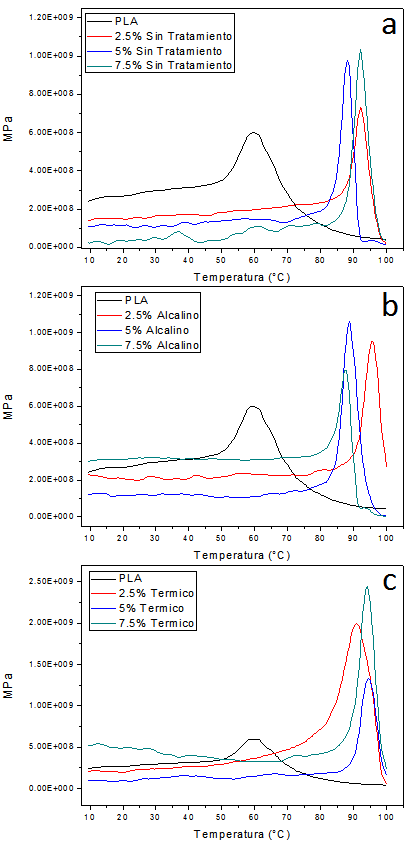 a
1.20E+009
1.00E+009
8.00E+008
6.00E+008
4.00E+008
2.00E+008
0.00E+000
MPa
PLA
2.5% Sin Tratamiento
5% Sin Tratamiento
7.5% Sin Tratamiento
10 20 30 40 50 60 70 80 90 100
Temperatura (°C)
b
1.20E+009
1.00E+009
8.00E+008
6.00E+008
4.00E+008
2.00E+008
0.00E+000
MPa
PLA
2.5% Alcalino
5% Alcalino
7.5% Alcalino
10 20 30 40 50 60 70 80 90 100
Temperatura (°C)
c
2.50E+009
2.00E+009
1.50E+009
1.00E+009
5.00E+008
0.00E+000
MPa
PLA
2.5% Termico
5% Termico
7.5% Termico
10 20 30 40 50 60 70 80 90 100
Temperatura (°C)